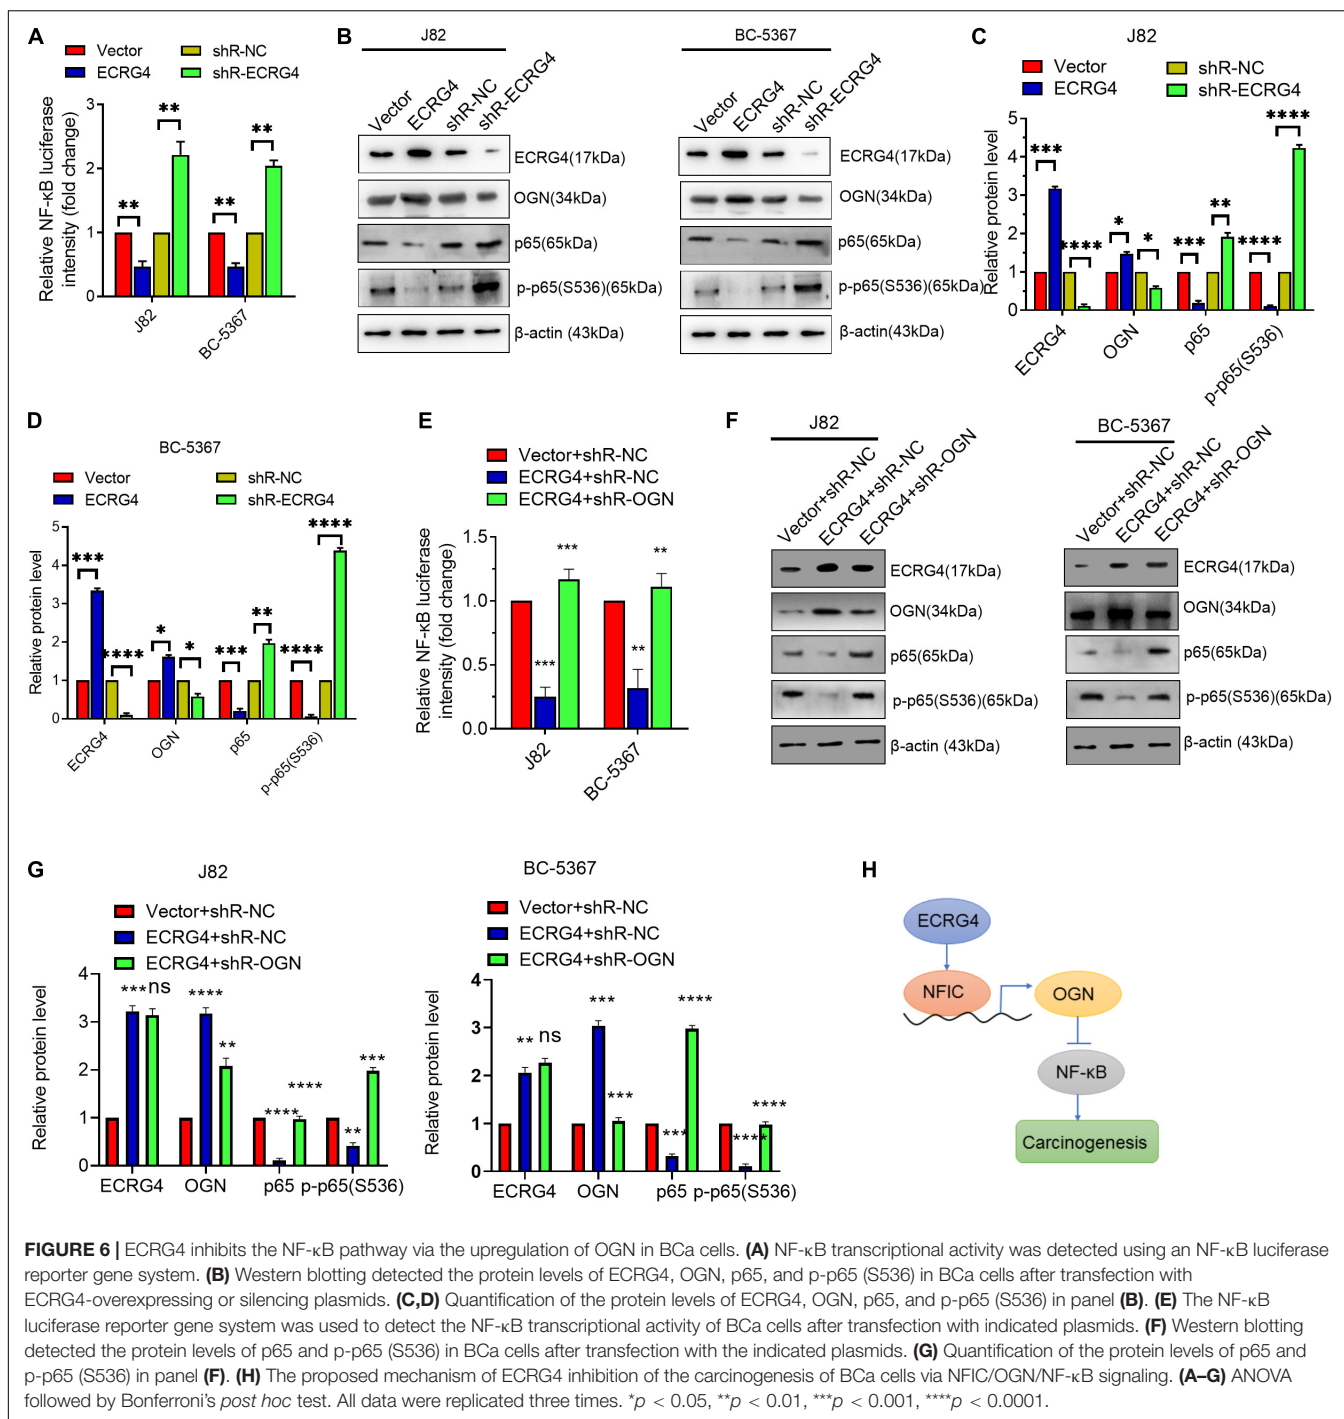 A
Vector
shR-NC
ECRG4
shR-ECRG4
Relative NF-κB luciferase
intensity (fold change)
3
2
1
0
**
**
**
**
J82
BC-5367
B
J82
BC-5367
Vector
ECRG4
shR-NC
shR-ECRG4
Vector
ECRG4
shR-NC
shR-ECRG4
ECRG4(17kDa)
ECRG4(17kDa)
OGN(34kDa)
OGN(34kDa)
p65(65kDa)
p65(65kDa)
p-p65(S536)(65kDa)
p-p65(S536)(65kDa)
β-actin (43kDa)
β-actin(43kDa)
C
J82
Vector
shR-NC
ECRG4
shR-ECRG4
Relative protein level
5
4
3
2
1
0
***
****
*
*
***
**
****
****
ECRG4
OGN
p65
p-p65(S536)
D
BC-5367
Vector
shR-NC
ECRG4
shR-ECRG4
Relative protein level
5
4
3
2
1
0
***
****
*
*
***
**
****
****
ECRG4
OGN
p65
p-p65(S536)
E
Vector+shR-NC
ECRG4+shR-NC
ECRG4+shR-OGN
Relative NF-κB luciferase
intensity (fold change)
1.5
1.0
0.5
0.0
***
***
**
**
J82
BC-5367
F
J82
BC-5367
Vector+shR-NC
ECRG4+shR-NC
ECRG4+shR-OGN
Vector+shR-NC
ECRG4+shR-NC
ECRG4+shR-OGN
ECRG4(17kDa)
ECRG4(17kDa)
OGN(34kDa)
OGN(34kDa)
p65(65kDa)
p65(65kDa)
p-p65(S536)(65kDa)
p-p65(S536)(65kDa)
β-actin (43kDa)
β-actin (43kDa)
G
J82
Vector+shR-NC
ECRG4+shR-NC
ECRG4+shR-OGN
Relative protein level
4
3
2
1
0
***
ns
****
**
****
****
**
***
ECRG4
OGN
p65
p-p65(S536)
BC-5367
Vector+shR-NC
ECRG4+shR-NC
ECRG4+shR-OGN
Relative protein level
4
3
2
1
0
**
ns
***
***
***
****
****
****
ECRG4
OGN
p65
p-p65(S536)
H
ECRG4
NFIC
OGN
NF-κB
Carcinogenesis
FIGURE 6 | ECRG4 inhibits the NF-κB pathway via the upregulation of OGN in BCa cells. (A) NF-κB transcriptional activity was detected using an NF-κB luciferase
reporter gene system. (B) Western blotting detected the protein levels of ECRG4, OGN, p65, and p-p65 (S536) in BCa cells after transfection with
ECRG4-overexpressing or silencing plasmids. (C,D) Quantification of the protein levels of ECRG4, OGN, p65, and p-p65 (S536) in panel (B). (E) The NF-κB
luciferase reporter gene system was used to detect the NF-κB transcriptional activity of BCa cells after transfection with indicated plasmids. (F) Western blotting
detected the protein levels of p65 and p-p65 (S536) in BCa cells after transfection with the indicated plasmids. (G) Quantification of the protein levels of p65 and
p-p65 (S536) in panel (F). (H) The proposed mechanism of ECRG4 inhibition of the carcinogenesis of BCa cells via NFIC/OGN/NF-κB signaling. (A–G) ANOVA
followed by Bonferroni's post hoc test. All data were replicated three times. *p < 0.05, **p < 0.01, ***p < 0.001, ****p < 0.0001.